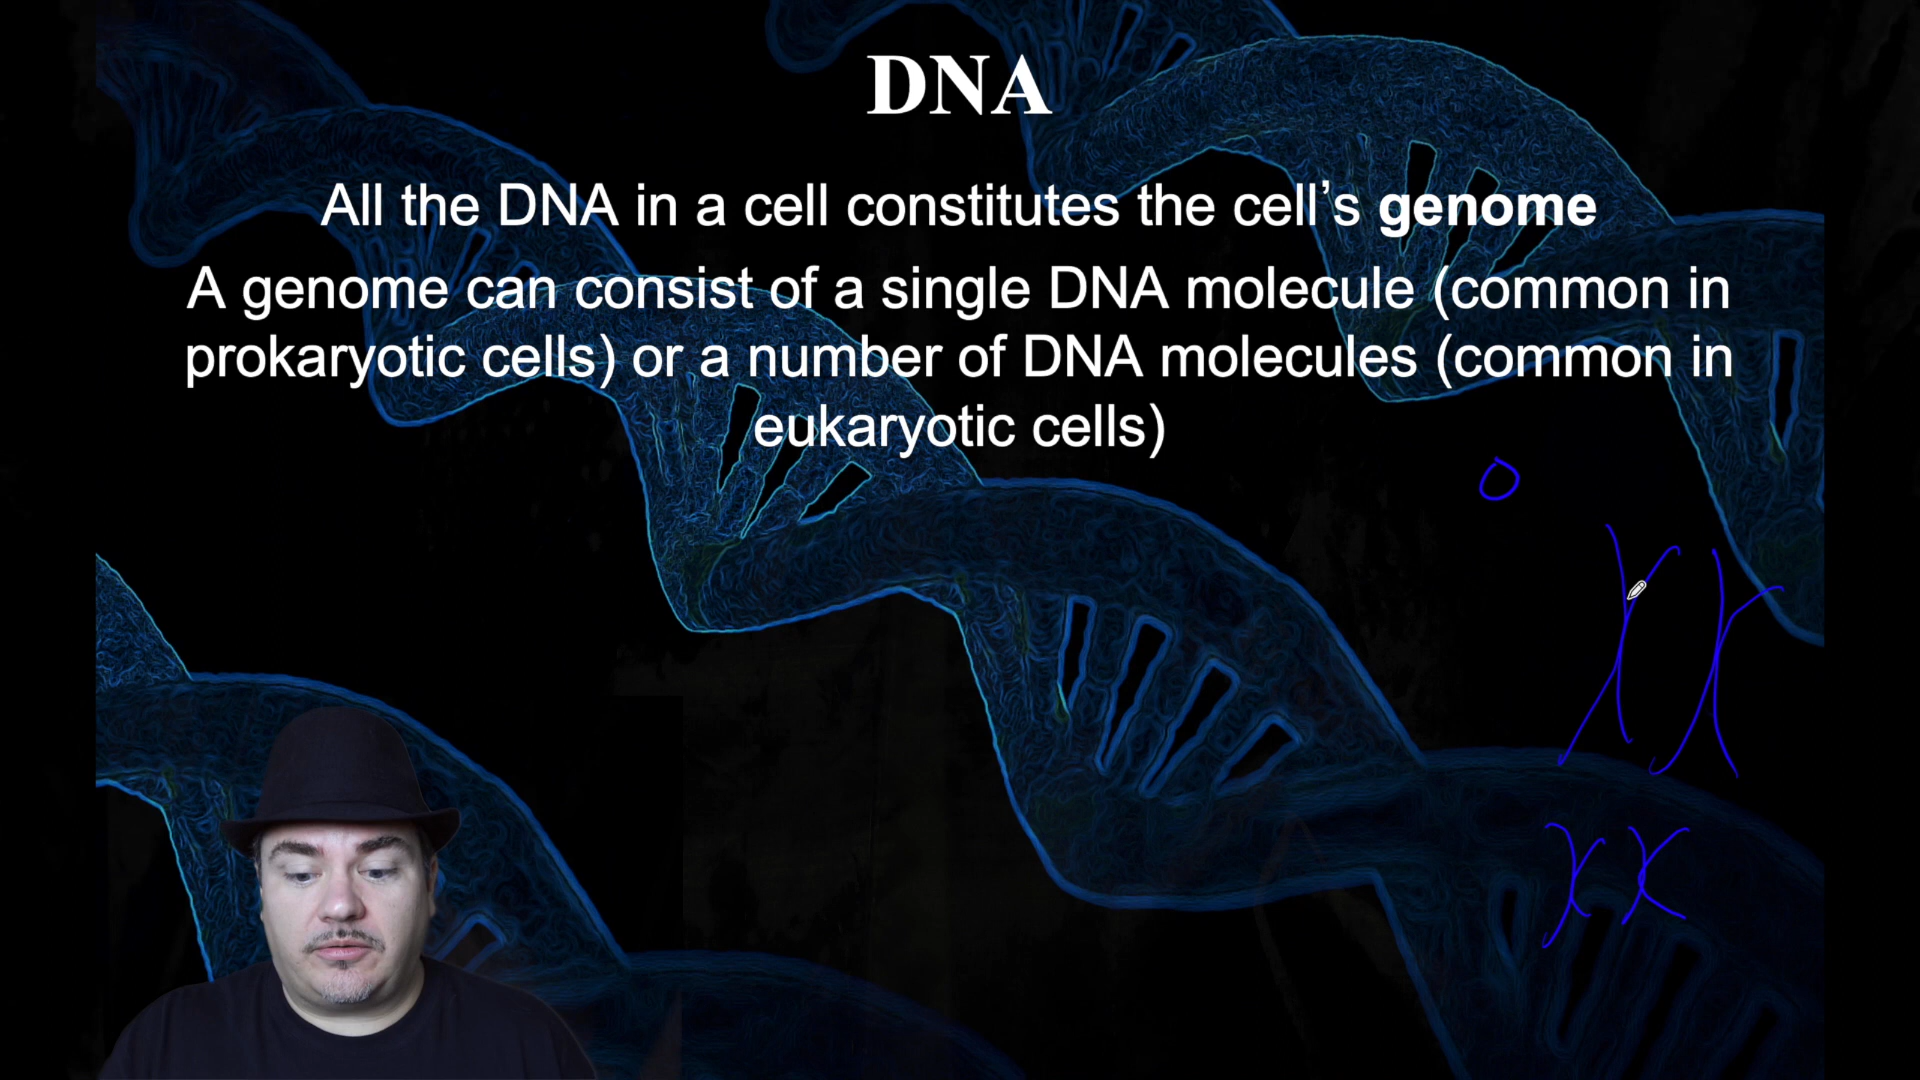 DNA
All the DNA in a cell constitutes the cell’s genome
A genome can consist of a single DNA molecule (common in
prokaryotic cells) or a number of DNA molecules (common in
eukaryotic cells)